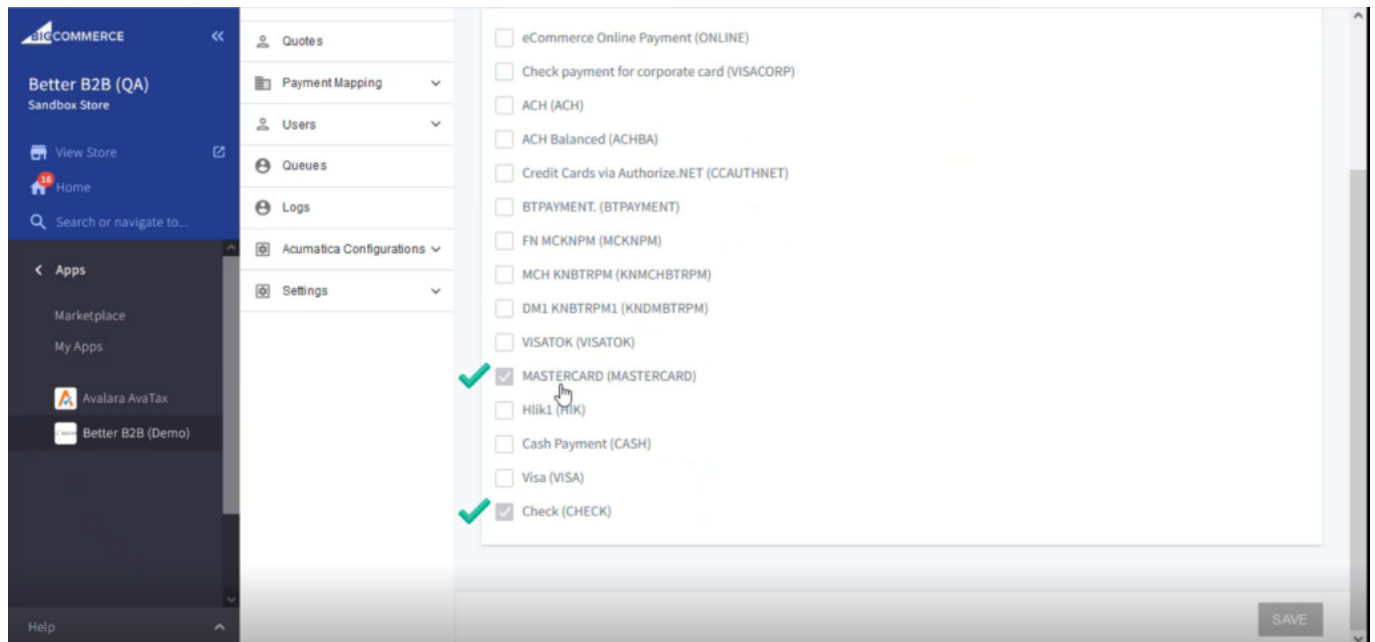 BIGCOMMERCE
Better B2B (QA)
Sandbox Store
View Store
16
Home
Search or navigate to...
Apps
Marketplace
My Apps
Avalara AvaTax
Better B2B (Demo)
Help
Quotes
Payment Mapping
Users
Queues
Logs
Acumatica Configurations
Settings
eCommerce Online Payment (ONLINE)
Check payment for corporate card (VISACORP)
ACH (ACH)
ACH Balanced (ACHBA)
Credit Cards via Authorize.NET (CCAUTHNET)
BTPAYMENT. (BTPAYMENT)
FN MCKNPM (MCKNPM)
MCH KNBTRPM (KNMCHBTRPM)
DM1 KNBTRPM1 (KNDMBTRPM)
VISATOK (VISATOK)
MASTERCARD (MASTERCARD)
Hlik1 (HIK)
Cash Payment (CASH)
Visa (VISA)
Check (CHECK)
SAVE